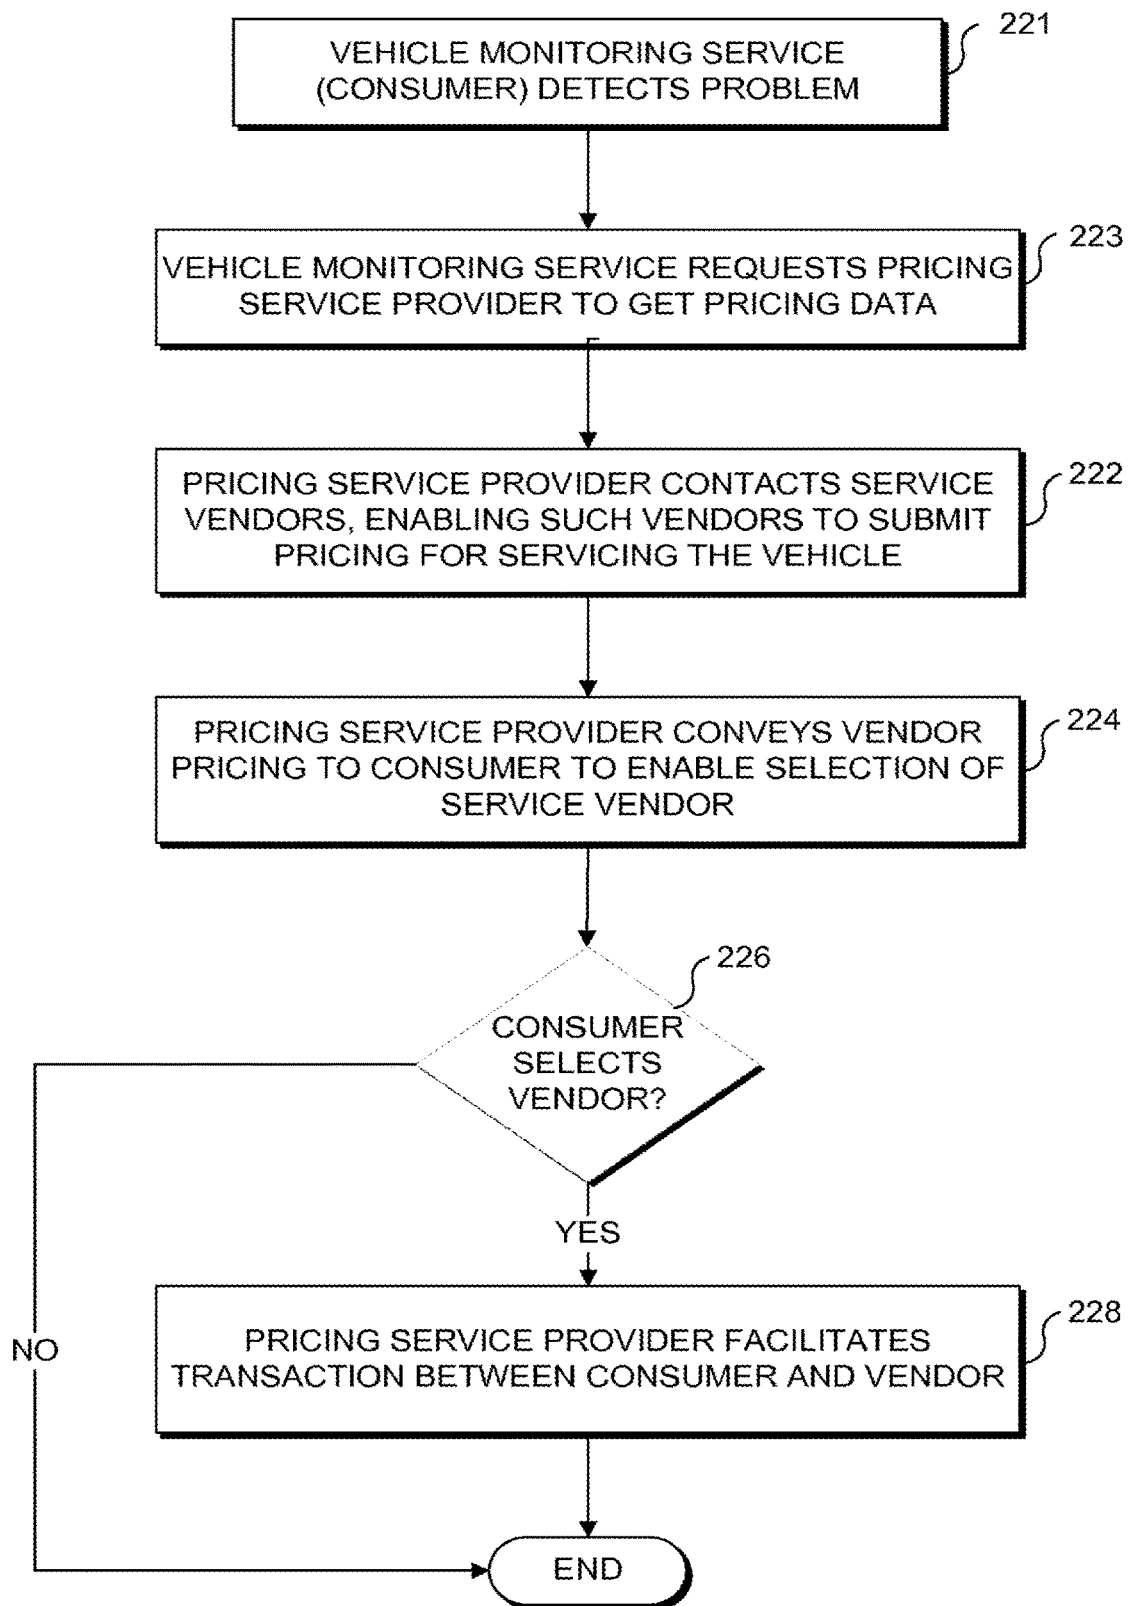 221
VEHICLE MONITORING SERVICE
(CONSUMER) DETECTS PROBLEM
223
VEHICLE MONITORING SERVICE REQUESTS PRICING
SERVICE PROVIDER TO GET PRICING DATA
222
PRICING SERVICE PROVIDER CONTACTS SERVICE
VENDORS, ENABLING SUCH VENDORS TO SUBMIT
PRICING FOR SERVICING THE VEHICLE
224
PRICING SERVICE PROVIDER CONVEYS VENDOR
PRICING TO CONSUMER TO ENABLE SELECTION OF
SERVICE VENDOR
226
CONSUMER
SELECTS
VENDOR?
YES
228
PRICING SERVICE PROVIDER FACILITATES
TRANSACTION BETWEEN CONSUMER AND VENDOR
NO
END